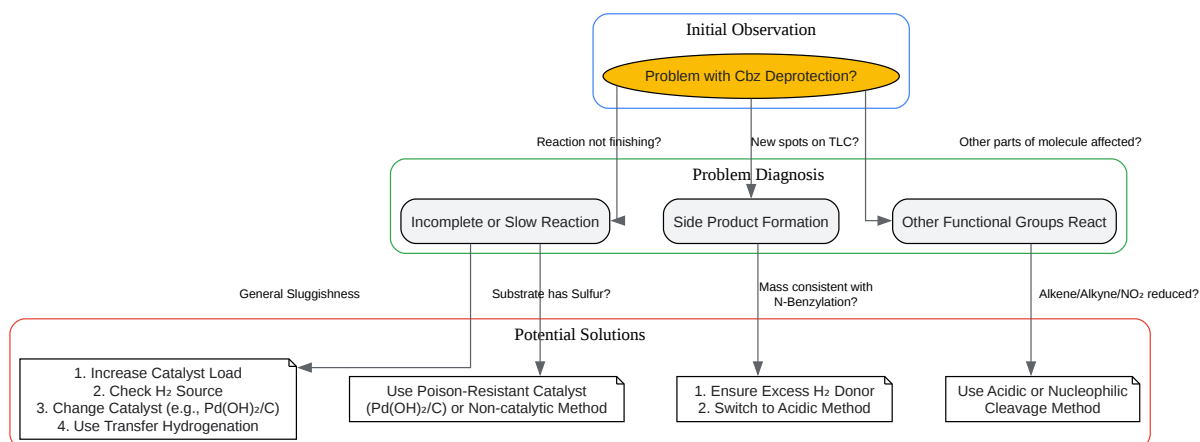 Initial Observation
Problem with Cbz Deprotection?
Reaction not finishing?
New spots on TLC?
Other parts of molecule affected?
Problem Diagnosis
Incomplete or Slow Reaction
Side Product Formation
Other Functional Groups React
General Sluggishness
Substrate has Sulfur?
Mass consistent with
N-Benzylation?
Alkene/Alkyne/NO₂ reduced?
Potential Solutions
1. Increase Catalyst Load
2. Check H₂ Source
3. Change Catalyst (e.g., Pd(OH)₂/C)
4. Use Transfer Hydrogenation
Use Poison-Resistant Catalyst
(Pd(OH)₂/C) or Non-catalytic Method
1. Ensure Excess H₂ Donor
2. Switch to Acidic Method
Use Acidic or Nucleophilic
Cleavage Method